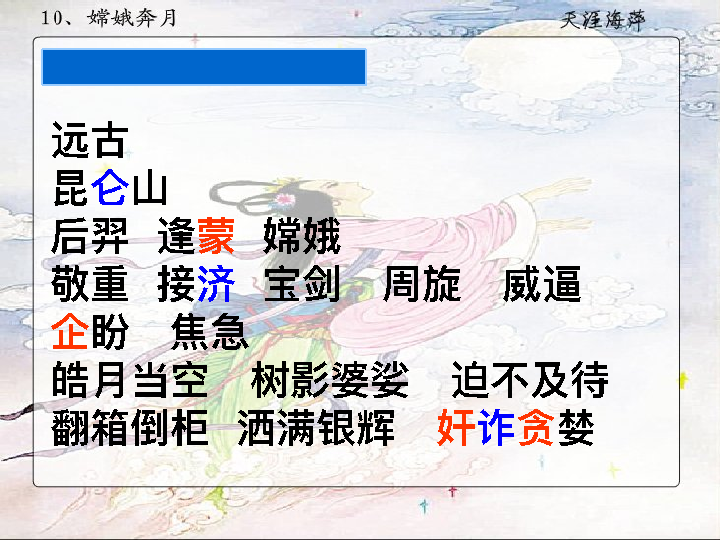 10、嫦娥奔月
天涯海萍
远古
昆仑山
后羿 逢蒙 嫦娥
敬重 接济 宝剑 周旋 威逼
企盼 焦急
皓月当空 树影婆娑 迫不及待
翻箱倒柜 洒满银辉 奸诈贪婪